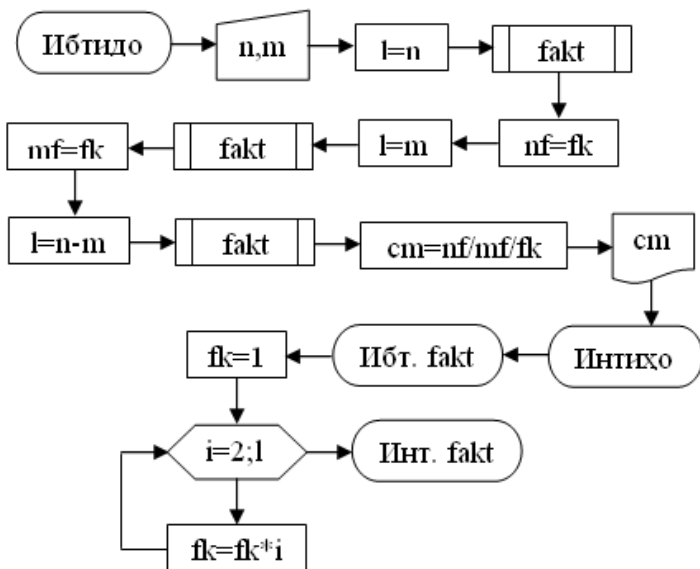 Ибтидо
n,m
l=n
fakt
nf=fk
l=m
fakt
mf=fk
l=n-m
fakt
cm=nf/mf/fk
cm
Интиҳо
Ибт. fakt
fk=1
i=2;l
Инт. fakt
fk=fk*i